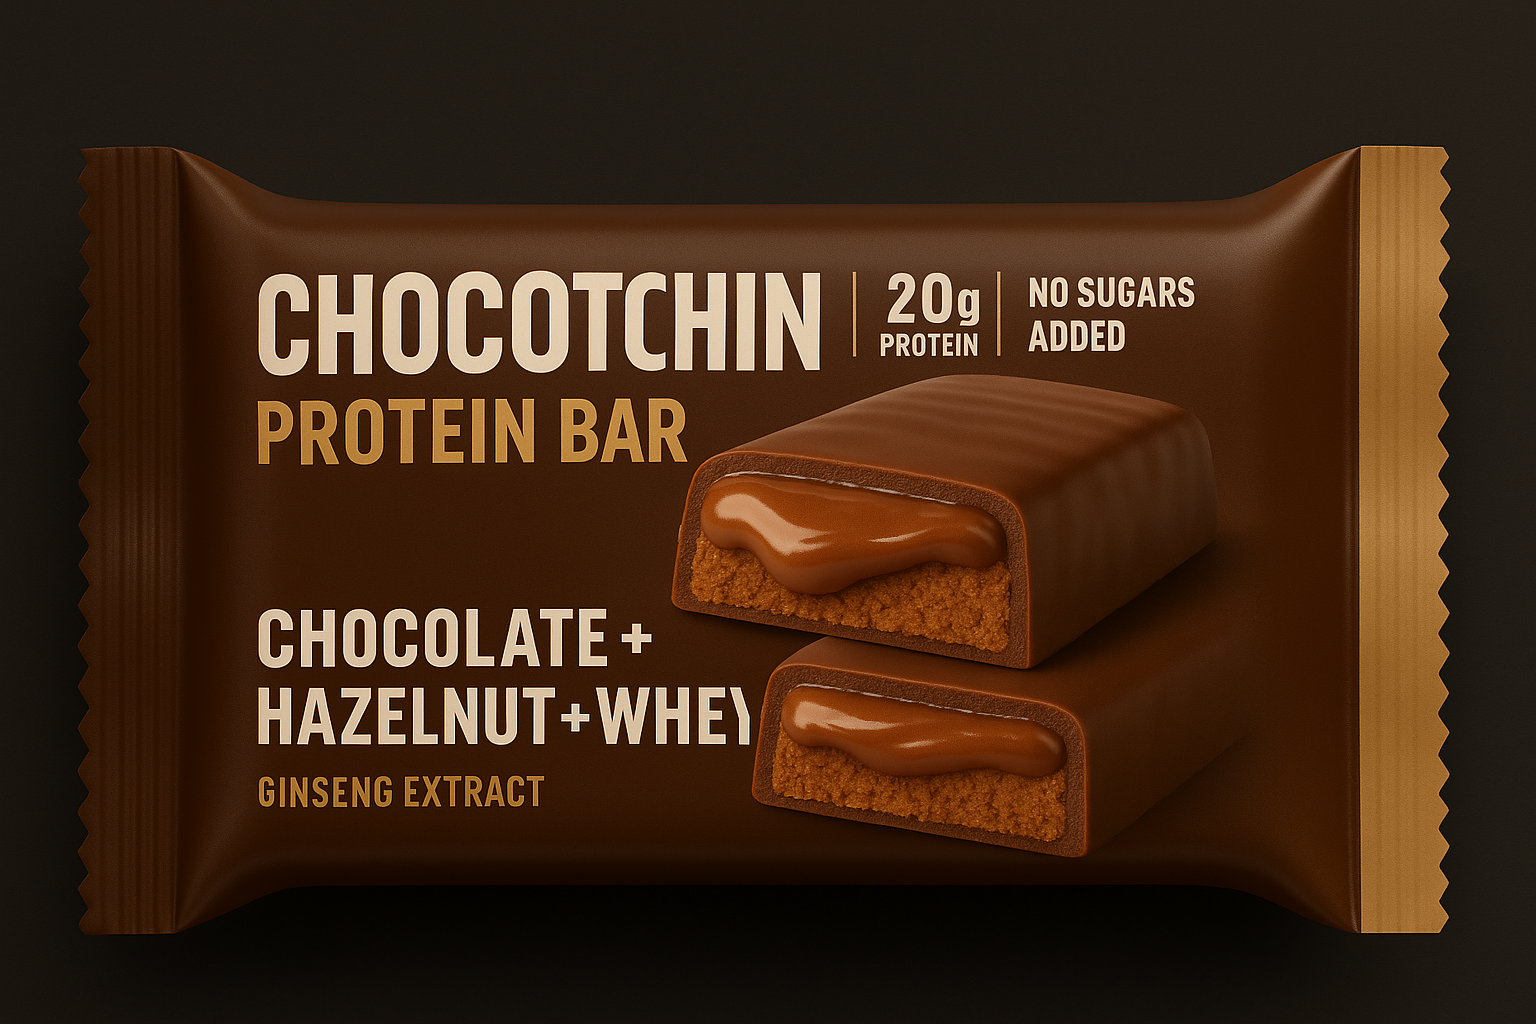 CHOCOTCHIN
PROTEIN BAR
20g
PROTEIN
NO SUGARS
ADDED
CHOCOLATE +
HAZELNUT+WHEY
GINSENG EXTRACT